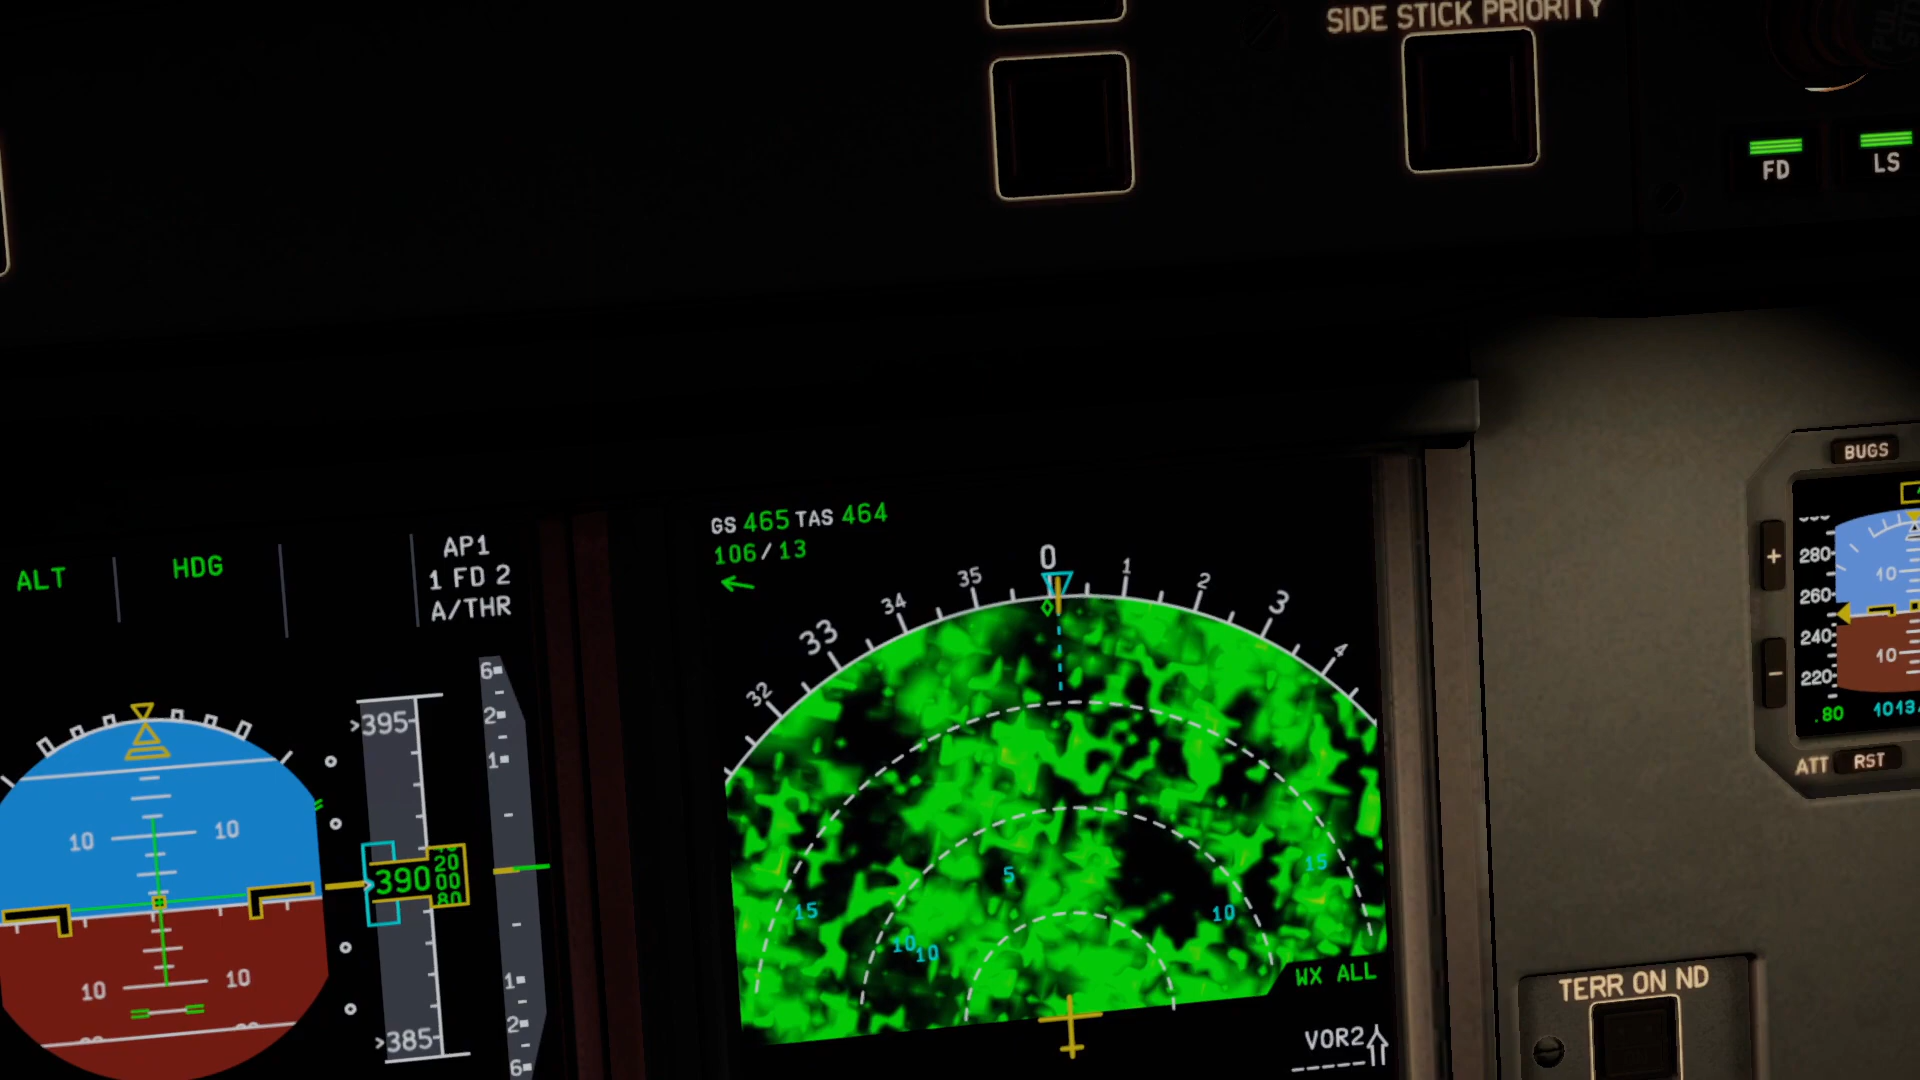 SIDE STICK PRIORITY
FD
LS
BUGS
GS 465 TAS 464
106/13
ALT
HDG
AP1
1 FD 2
A/THR
32
33
34
35
0
1
2
3
4
6
2
1
1
2
6
395
390
20
00
80
385
10 10
10 10
5
15
15
10
10
10
WX ALL
VOR2
280
260
240
220
10
10
+
-
.80
1013
ATT
RST
TERR ON ND